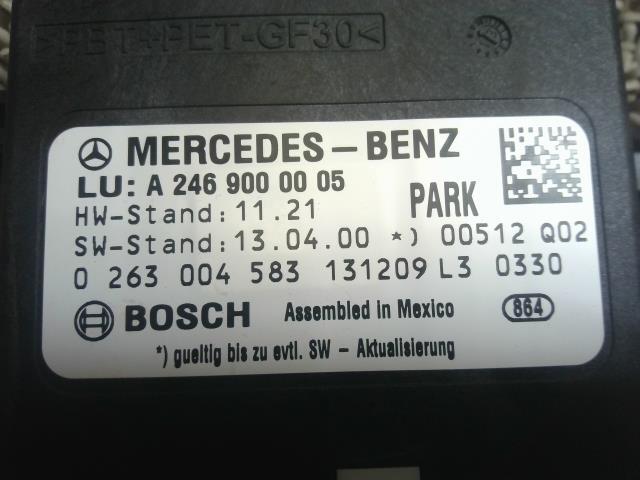 >PBT+PET-GF30<
MERCEDES-BENZ
LU: A 246 900 00 05
HW-Stand: 11.21
PARK
SW-Stand: 13.04.00 *) 00512 Q02
0 263 004 583 131209 L3 0330
BOSCH Assembled in Mexico 864
*) gueltig bis zu evtl. SW - Aktualisierung